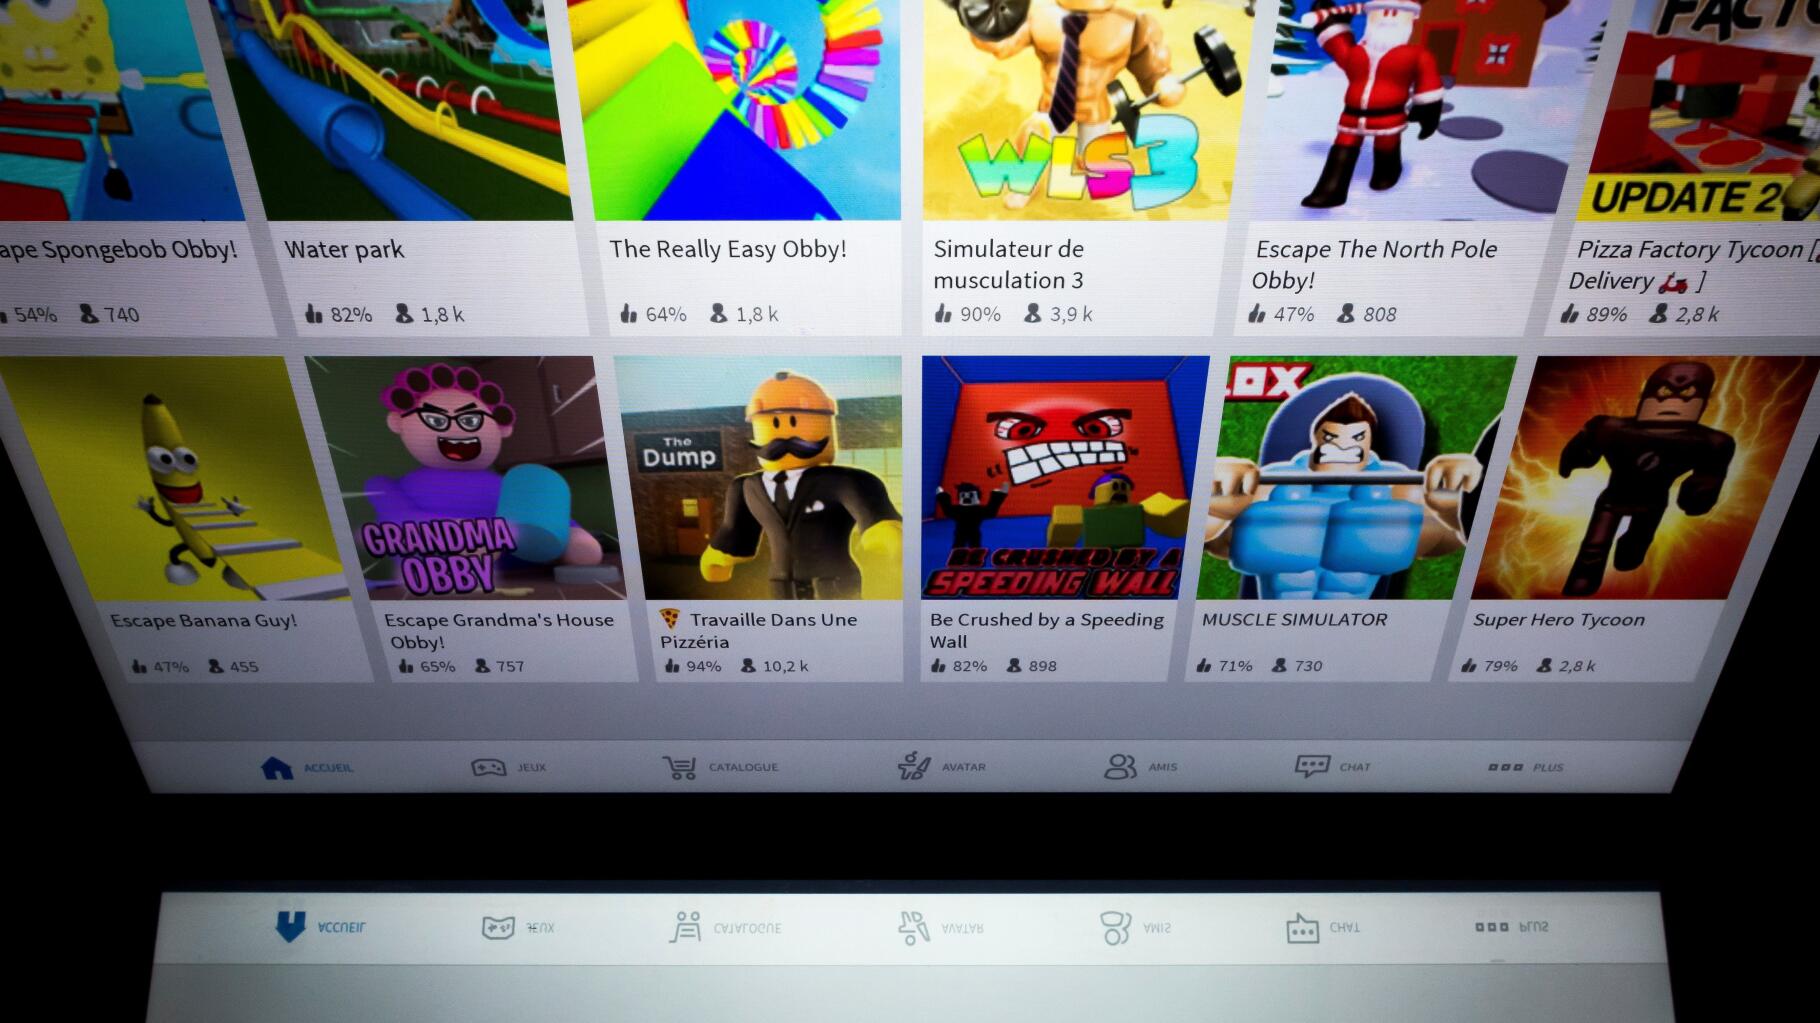 FACTO
WLS3
UPDATE 2
ape Spongebob Obby!
54% 740
Water park
82% 1,8 k
The Really Easy Obby!
64% 1,8 k
Simulateur de
musculation 3
90% 3,9 k
Escape The North Pole
Obby!
47% 808
Pizza Factory Tycoon [
Delivery 🛵 ]
89% 2,8 k
GRANDMA
OBBY
The
Dump
BE CRUSHED BY A
SPEEDING WALL
LOX
Escape Banana Guy!
47% 455
Escape Grandma's House
Obby!
65% 757
🍕 Travaille Dans Une
Pizzéria
94% 10,2 k
Be Crushed by a Speeding
Wall
82% 898
MUSCLE SIMULATOR
71% 730
Super Hero Tycoon
79% 2,8 k
ACCUEIL JEUX CATALOGUE AVATAR AMIS CHAT PLUS
ACCUEIL JEUX CATALOGUE AVATAR AMIS CHAT PLUS